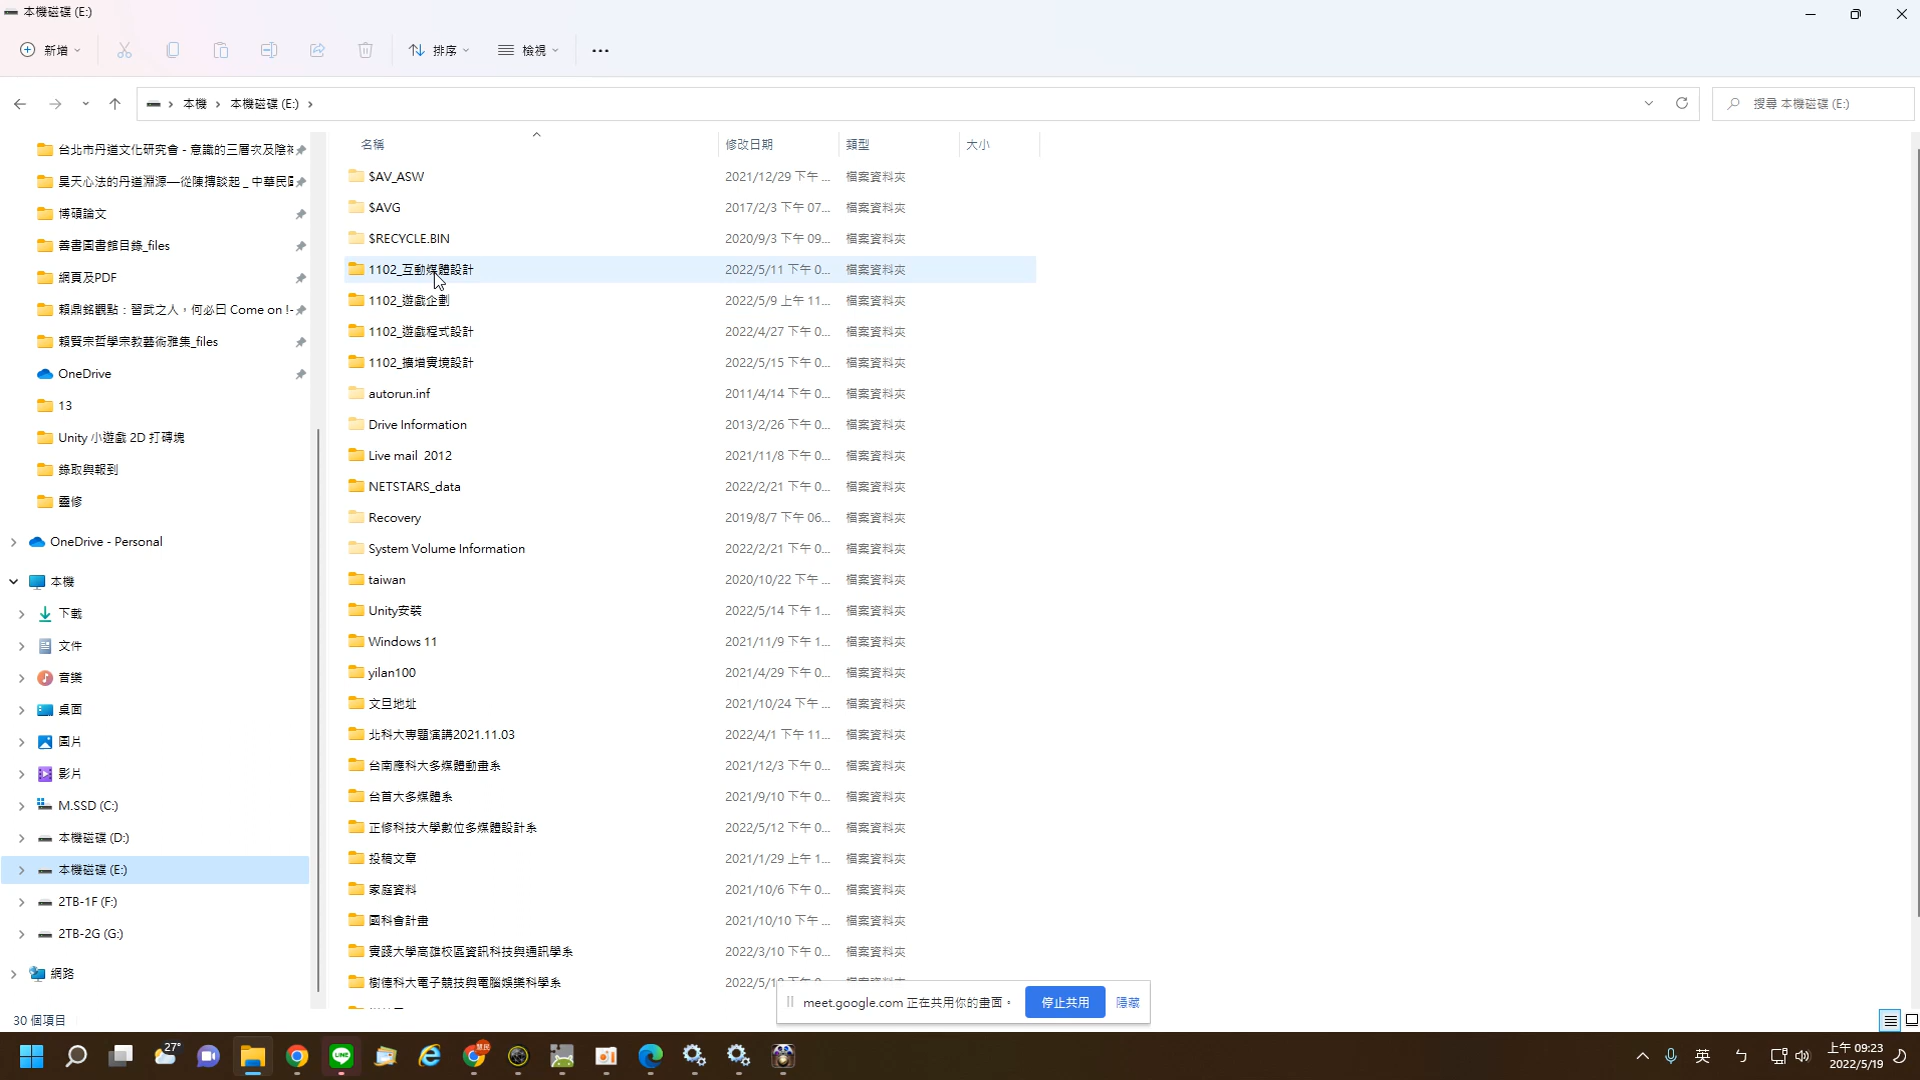 本機磁碟 (E:)
新增
排序
檢視
本機 本機磁碟 (E:)
搜尋 本機磁碟 (E:)
台北市丹道文化研究會 - 意識的三層次及陰
昊天心法的丹道淵源—從陳摶談起 _ 中華民
博碩論文
善書圖書館目錄_files
網頁及PDF
賴鼎銘觀點：習武之人，何必曰 Come on !-
賴賢宗哲學宗教藝術雅集_files
OneDrive
13
Unity 小遊戲 2D 打磚塊
錄取與報到
靈修
OneDrive - Personal
本機
下載
文件
音樂
桌面
圖片
影片
M.SSD (C:)
本機磁碟 (D:)
本機磁碟 (E:)
2TB-1F (F:)
2TB-2G (G:)
網路
30 個項目
名稱 修改日期 類型 大小
$AV_ASW 2021/12/29 下午 ... 檔案資料夾
$AVG 2017/2/3 下午 07... 檔案資料夾
$RECYCLE.BIN 2020/9/3 下午 09... 檔案資料夾
1102_互動媒體設計 2022/5/11 下午 0... 檔案資料夾
1102_遊戲企劃 2022/5/9 上午 11... 檔案資料夾
1102_遊戲程式設計 2022/4/27 下午 0... 檔案資料夾
1102_擴增實境設計 2022/5/15 下午 0... 檔案資料夾
autorun.inf 2011/4/14 下午 0... 檔案資料夾
Drive Information 2013/2/26 下午 0... 檔案資料夾
Live mail 2012 2021/11/8 下午 0... 檔案資料夾
NETSTARS_data 2022/2/21 下午 0... 檔案資料夾
Recovery 2019/8/7 下午 06... 檔案資料夾
System Volume Information 2022/2/21 下午 0... 檔案資料夾
taiwan 2020/10/22 下午 ... 檔案資料夾
Unity安裝 2022/5/14 下午 1... 檔案資料夾
Windows 11 2021/11/9 下午 1... 檔案資料夾
yilan100 2021/4/29 下午 0... 檔案資料夾
文旦地址 2021/10/24 下午 ... 檔案資料夾
北科大專題演講2021.11.03 2022/4/1 下午 11... 檔案資料夾
台南應科大多媒體動畫系 2021/12/3 下午 0... 檔案資料夾
台首大多媒體系 2021/9/10 下午 0... 檔案資料夾
正修科技大學數位多媒體設計系 2022/5/12 下午 0... 檔案資料夾
投稿文章 2021/1/29 上午 1... 檔案資料夾
家庭資料 2021/10/6 下午 0... 檔案資料夾
國科會計畫 2021/10/10 下午 ... 檔案資料夾
實踐大學高雄校區資訊科技與通訊學系 2022/3/10 下午 0... 檔案資料夾
樹德科大電子競技與電腦娛樂科學系
meet.google.com 正在共用你的畫面。 停止共用 隱藏
27°
英
上午 09:23
2022/5/19